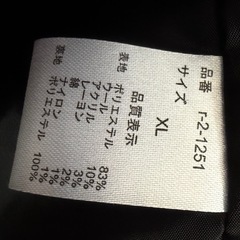 品番 r-2-1251
サイズ XL
品質表示
表地 ポリエステル 83%
ウール 10%
アクリル 3%
レーヨン 2%
ナイロン 1%
裏地 ポリエステル 100%